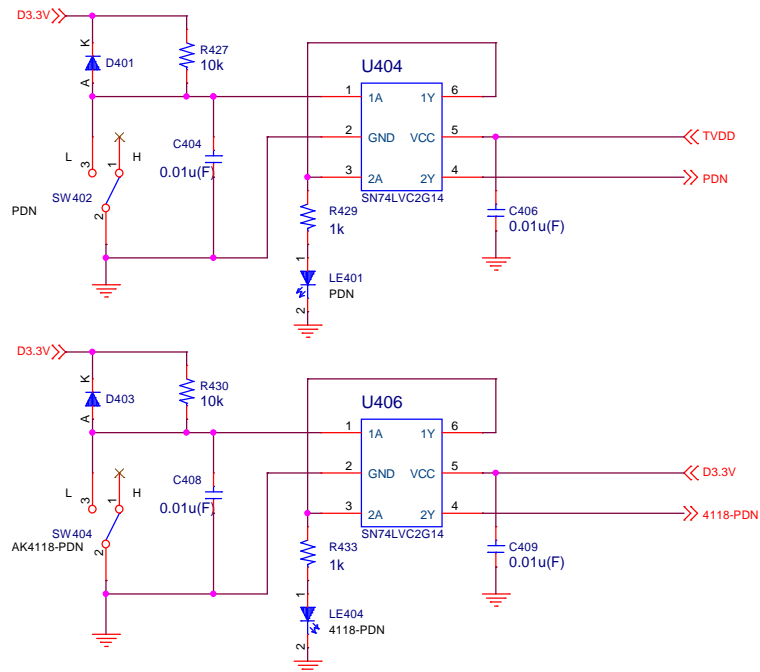 D3.3V
K
D401
A
R427
10k
U404
1 1A 1Y 6
2 GND VCC 5
3 2A 2Y 4
SN74LVC2G14
TVDD
PDN
C404
0.01u(F)
L 3 1 H
SW402
PDN
2
R429
1k
C406
0.01u(F)
1
LE401
PDN
2
D3.3V
K
D403
A
R430
10k
U406
1 1A 1Y 6
2 GND VCC 5
3 2A 2Y 4
SN74LVC2G14
D3.3V
4118-PDN
C408
0.01u(F)
L 3 1 H
SW404
AK4118-PDN
2
R433
1k
C409
0.01u(F)
1
LE404
4118-PDN
2